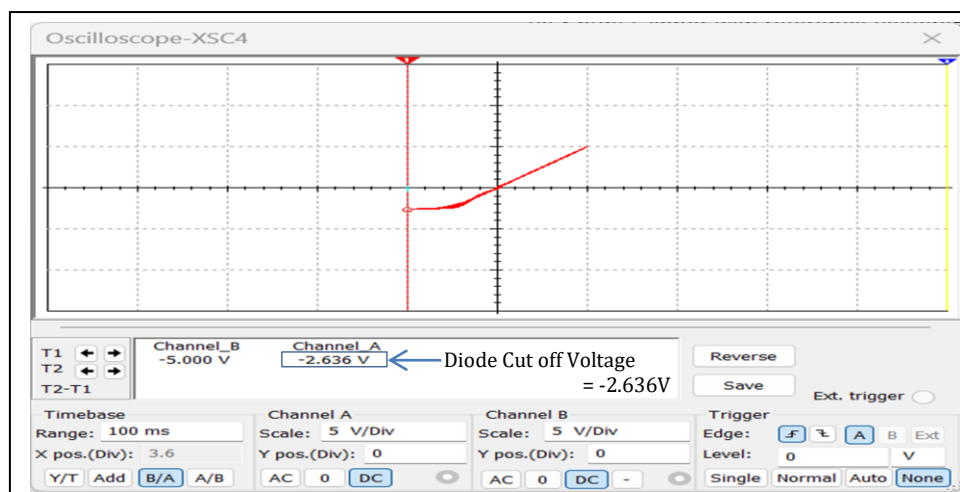 Oscilloscope-XSC4
T1
T2
T2-T1
Channel_B Channel_A
-5.000 V -2.636 V
Diode Cut off Voltage
= -2.636V
Reverse
Save
Ext. trigger
Timebase
Range: 100 ms
X pos.(Div): 3.6
Y/T Add B/A A/B
Channel A
Scale: 5 V/Div
Y pos.(Div): 0
AC 0 DC
Channel B
Scale: 5 V/Div
Y pos.(Div): 0
AC 0 DC -
Trigger
Edge: A B Ext
Level: 0 V
Single Normal Auto None